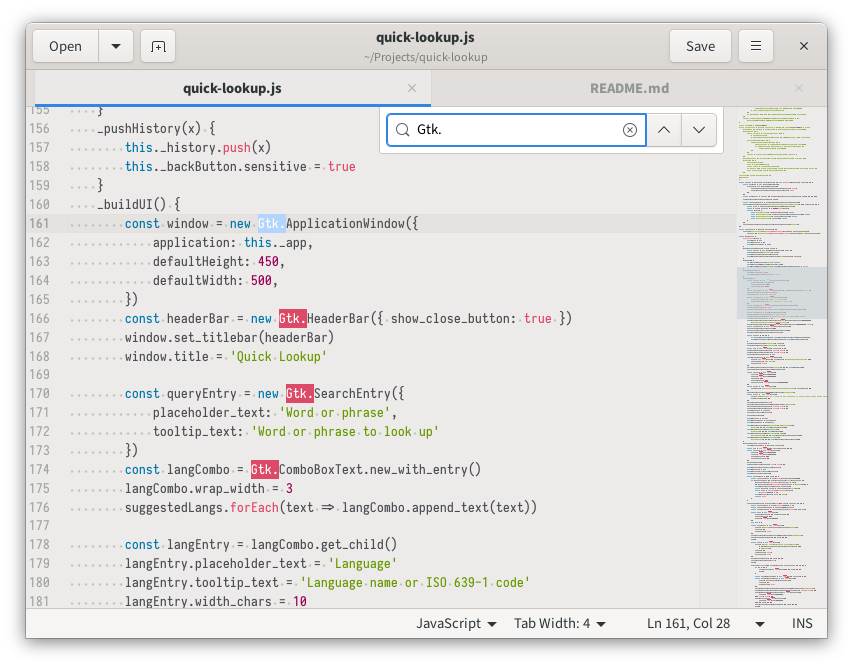 Open
quick-lookup.js
~/Projects/quick-lookup
Save
quick-lookup.js
README.md
Gtk.
155 }
156 _pushHistory(x) {
157 this._history.push(x)
158 this._backButton.sensitive = true
159 }
160 _buildUI() {
161 const window = new Gtk.ApplicationWindow({
162 application: this._app,
163 defaultHeight: 450,
164 defaultWidth: 500,
165 })
166 const headerBar = new Gtk.HeaderBar({ show_close_button: true })
167 window.set_titlebar(headerBar)
168 window.title = 'Quick Lookup'
169
170 const queryEntry = new Gtk.SearchEntry({
171 placeholder_text: 'Word or phrase',
172 tooltip_text: 'Word or phrase to look up'
173 })
174 const langCombo = Gtk.ComboBoxText.new_with_entry()
175 langCombo.wrap_width = 3
176 suggestedLangs.forEach(text => langCombo.append_text(text))
177
178 const langEntry = langCombo.get_child()
179 langEntry.placeholder_text = 'Language'
180 langEntry.tooltip_text = 'Language name or ISO 639-1 code'
181 langEntry.width_chars = 10
JavaScript Tab Width: 4 Ln 161, Col 28 INS